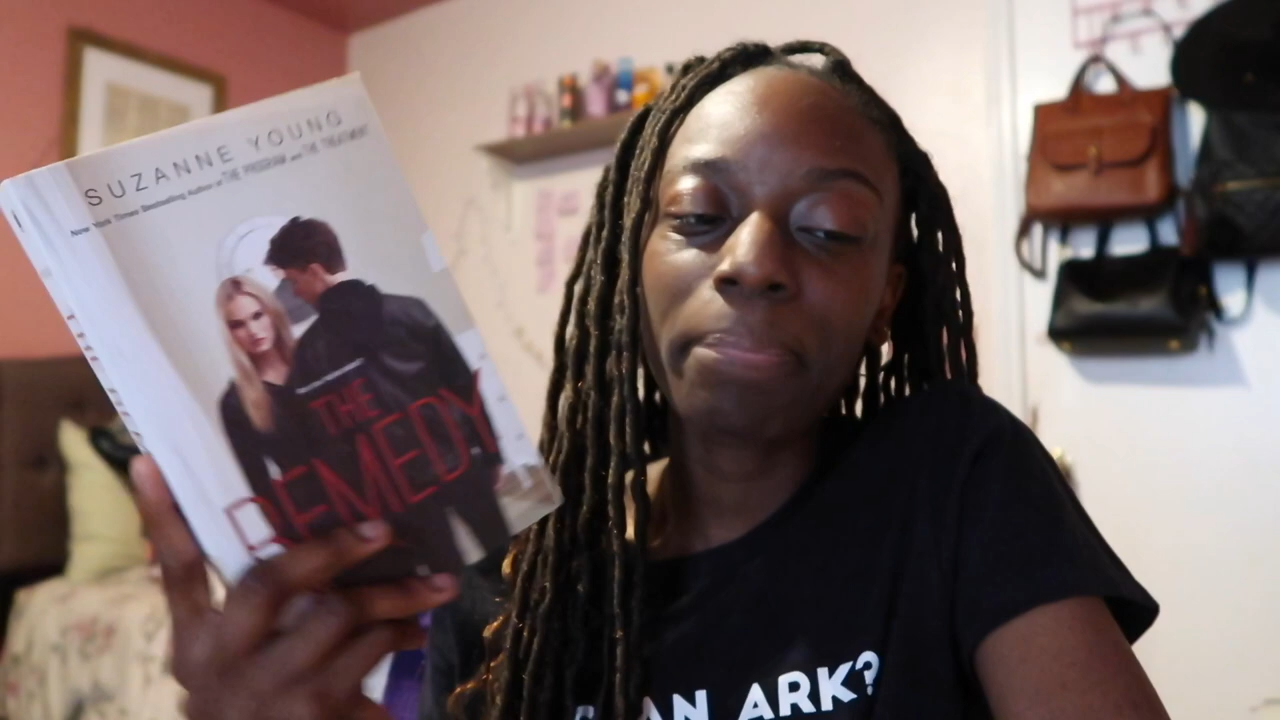 SUZANNE YOUNG
New York Times Bestselling Author of THE PROGRAM and THE TREATMENT
THE
REMEDY
AN ARK?